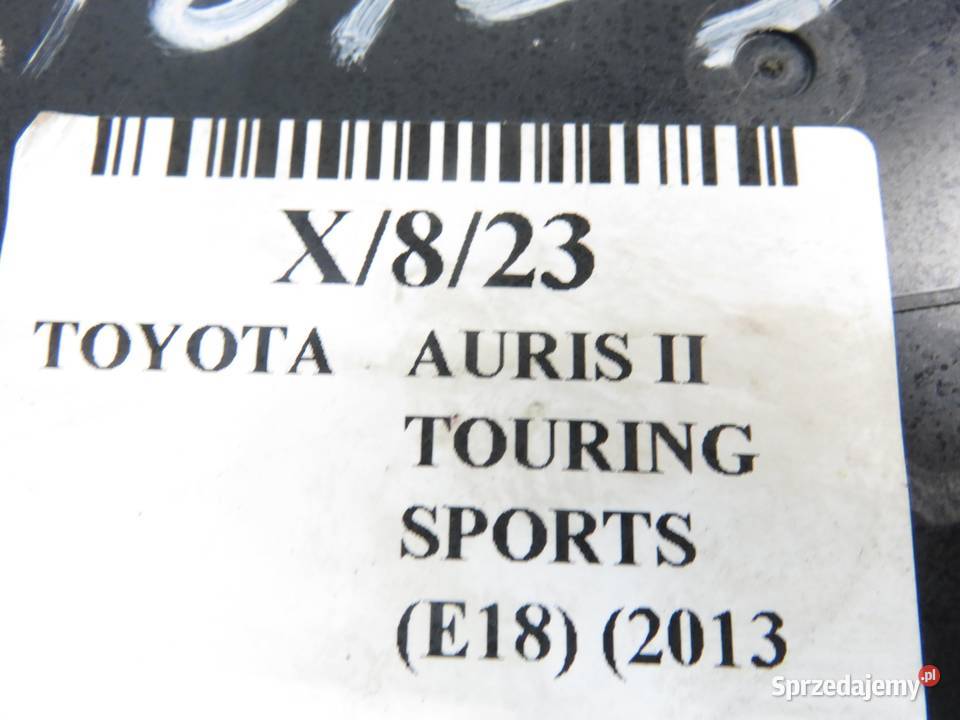 X/8/23
TOYOTA AURIS II
TOURING
SPORTS
(E18) (2013
Sprzedajemy.pl